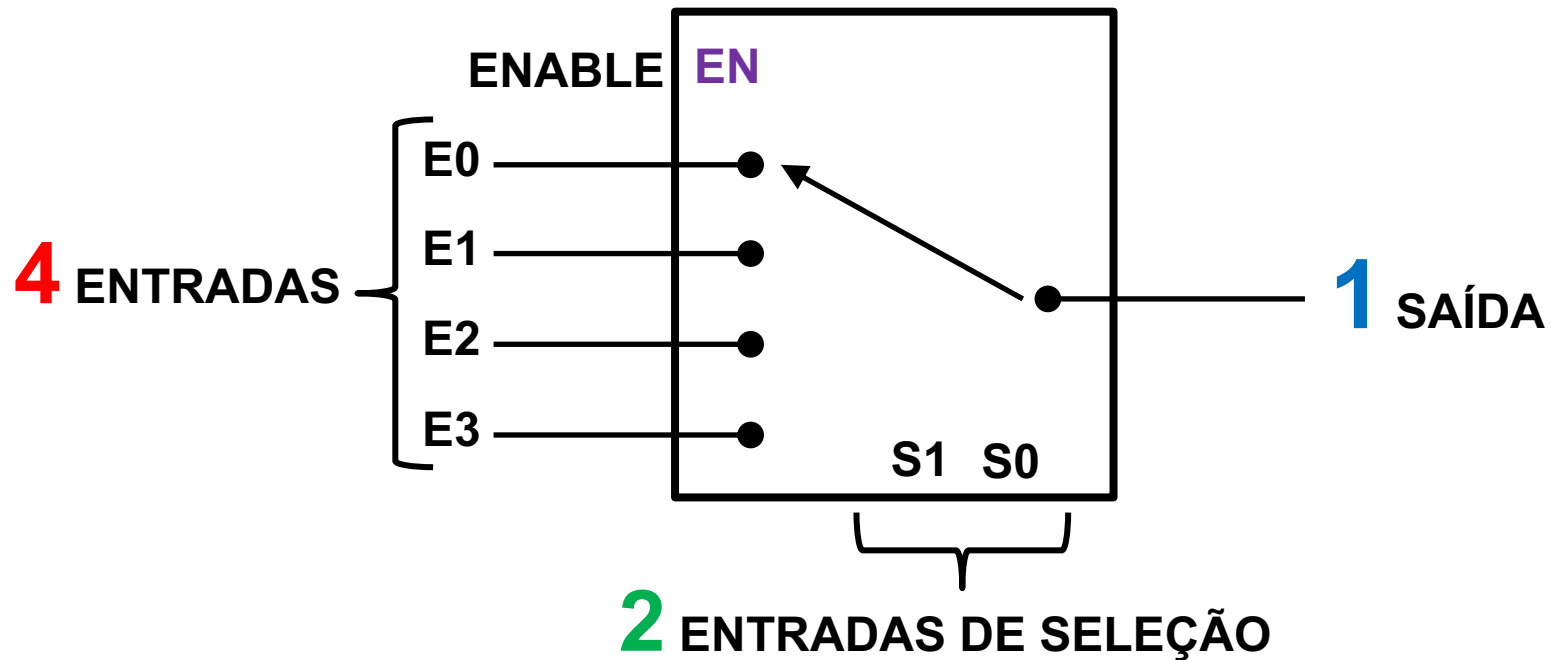 ENABLE EN
E0
E1
4 ENTRADAS
1 SAÍDA
E2
E3
S1 S0
2 ENTRADAS DE SELEÇÃO